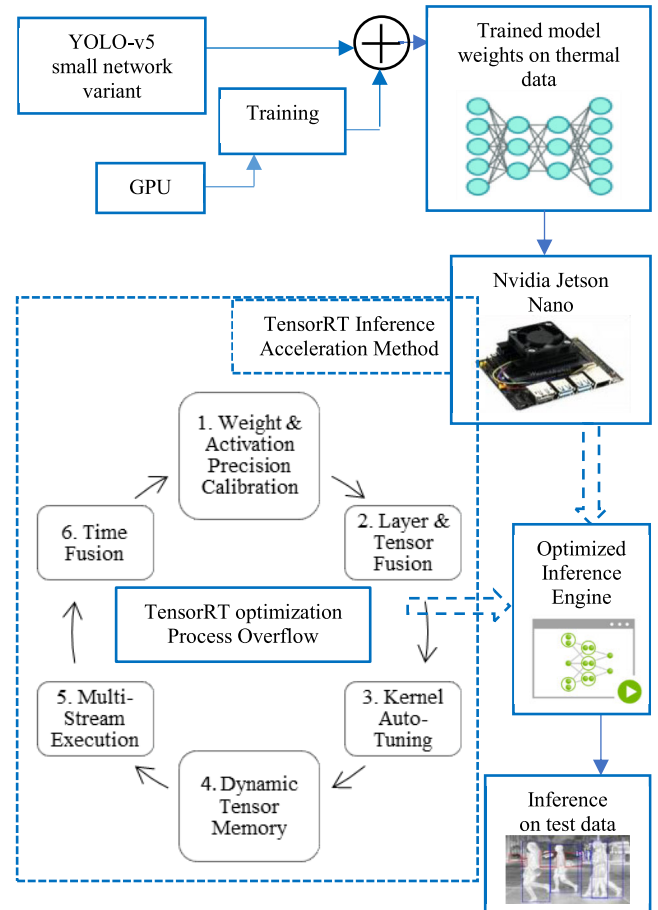 YOLO-v5
small network
variant
Training
GPU
Trained model
weights on thermal
data
Nvidia Jetson
Nano
TensorRT Inference
Acceleration Method
1. Weight &
Activation
Precision
Calibration
2. Layer &
Tensor
Fusion
3. Kernel
Auto-
Tuning
4. Dynamic
Tensor
Memory
5. Multi-
Stream
Execution
6. Time
Fusion
TensorRT optimization
Process Overflow
Optimized
Inference
Engine
Inference
on test data